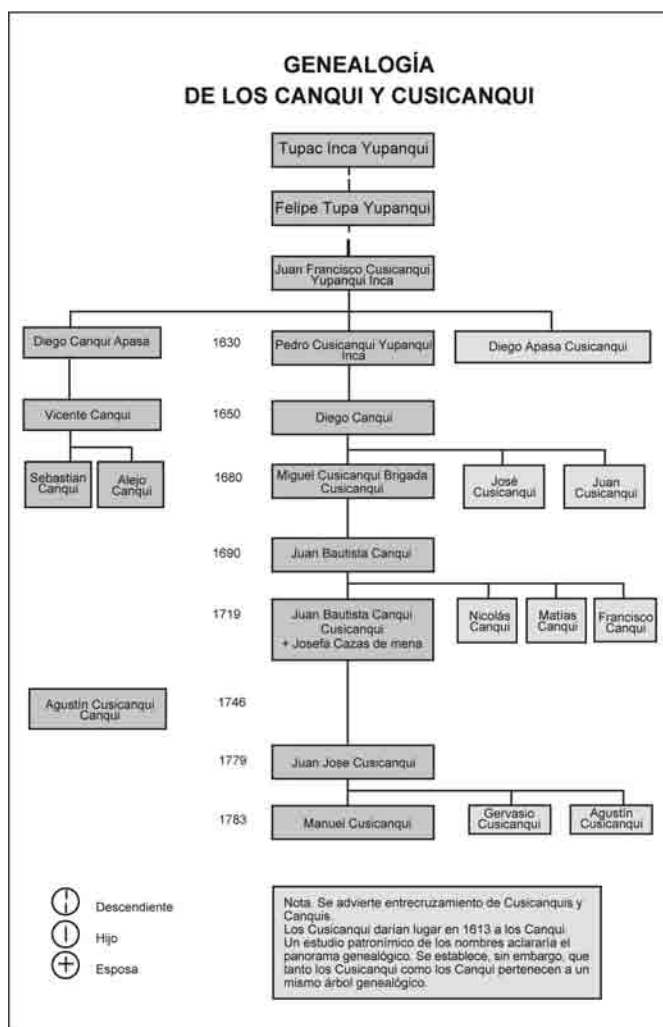 GENEALOGÍA
DE LOS CANQUI Y CUSICANQUI
Tupac Inca Yupanqui
Felipe Tupa Yupanqui
Juan Francisco Cusicanqui
Yupanqui Inca
Diego Canqui Apasa
1630
Pedro Cusicanqui Yupanqui
Inca
Diego Apasa Cusicanqui
Vicente Canqui
1650
Diego Canqui
Sebastian
Canqui
Alejo
Canqui
1680
Miguel Cusicanqui Brigada
Cusicanqui
José
Cusicanqui
Juan
Cusicanqui
1690
Juan Bautista Canqui
1719
Juan Bautista Canqui
Cusicanqui
+ Josefa Cazas de mena
Nicolás
Canqui
Matias
Canqui
Francisco
Canqui
Agustín Cusicanqui
Canqui
1746
1779
Juan Jose Cusicanqui
1783
Manuel Cusicanqui
Gervasio
Cusicanqui
Agustín
Cusicanqui
Descendiente
Hijo
Esposa
Nota. Se advierte entrecruzamiento de Cusicanquis y
Canquis.
Los Cusicanqui darían lugar en 1613 a los Canqui
Un estudio patronímico de los nombres aclararía el
panorama genealógico. Se establece, sin embargo, que
tanto los Cusicanqui como los Canqui pertenecen a un
mismo árbol genealógico.